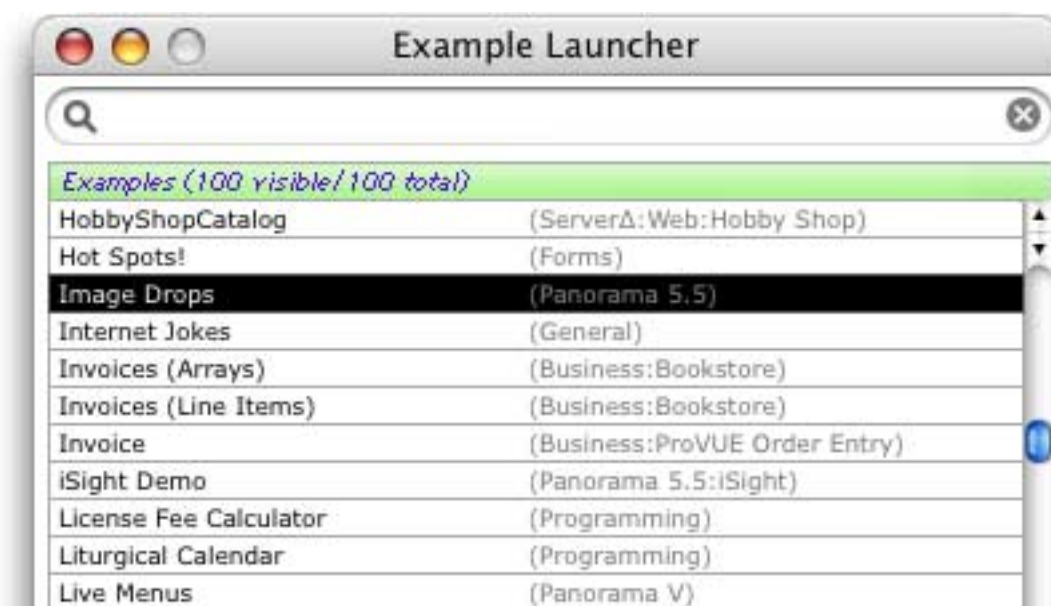 Example Launcher
Examples (100 visible/100 total)
HobbyShopCatalog (Server∆:Web:Hobby Shop)
Hot Spots! (Forms)
Image Drops (Panorama 5.5)
Internet Jokes (General)
Invoices (Arrays) (Business:Bookstore)
Invoices (Line Items) (Business:Bookstore)
Invoice (Business:ProVUE Order Entry)
iSight Demo (Panorama 5.5:iSight)
License Fee Calculator (Programming)
Liturgical Calendar (Programming)
Live Menus (Panorama V)